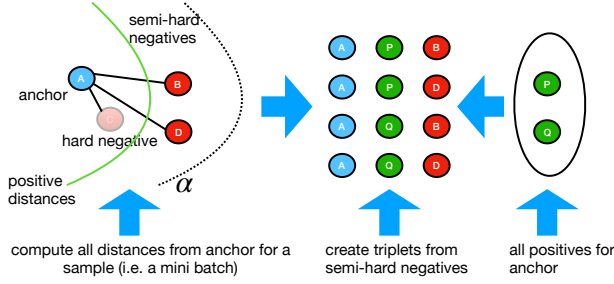 semi-hard
negatives
A
B
anchor
D
hard negative
positive
distances
α
A P B
A P D
A Q B
A Q D
P
Q
compute all distances from anchor for a
sample (i.e. a mini batch)
create triplets from
semi-hard negatives
all positives for
anchor